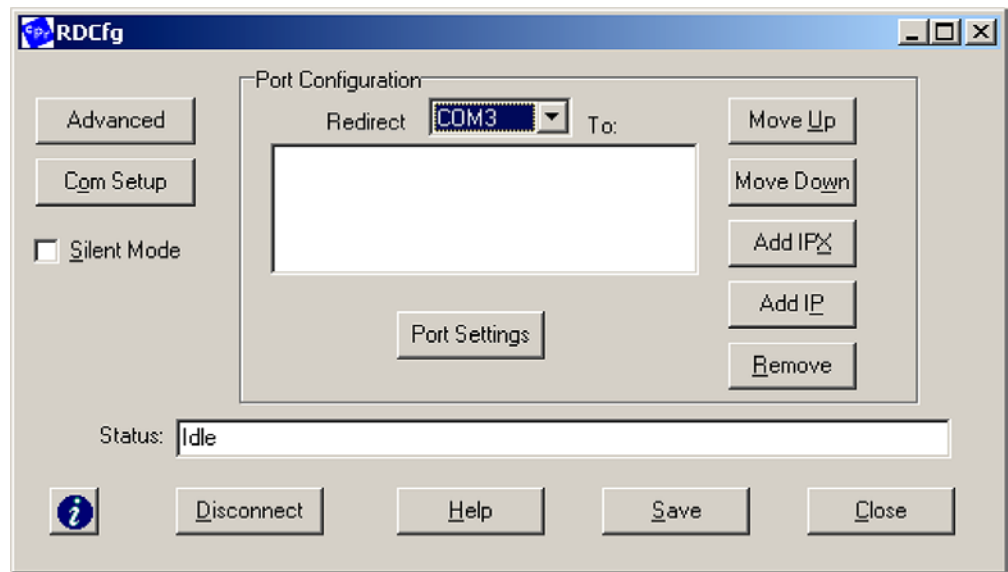 CPr RDCfg
Port Configuration
Advanced
Redirect COM3 To:
Move Up
Com Setup
Move Down
Silent Mode
Add IPX
Add IP
Port Settings
Remove
Status: Idle
i
Disconnect Help Save Close